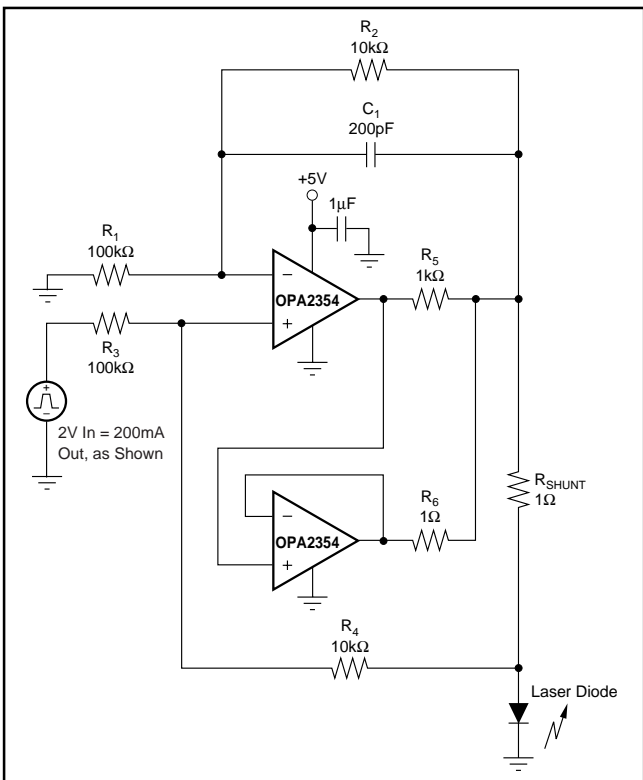 R2
10kΩ
C1
200pF
+5V
1µF
R1
100kΩ
−
OPA2354
+
R5
1kΩ
R3
100kΩ
+
−
2V In = 200mA
Out, as Shown
RSHUNT
1Ω
−
OPA2354
+
R6
1Ω
R4
10kΩ
Laser Diode